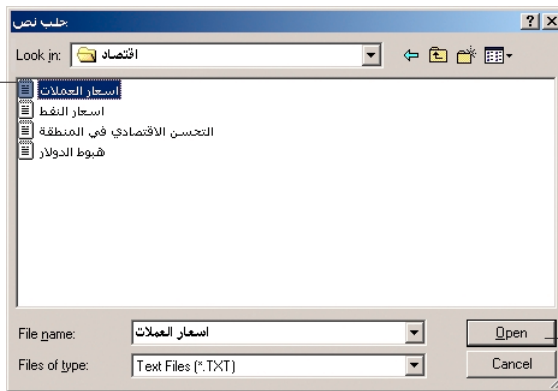 جلب نص
Look in: اقتصاد
اسعار العملات
اسعار النفط
التحسن الاقتصادي في المنطقة
هبوط الدولار
File name: اسعار العملات Open
Files of type: Text Files (*.TXT) Cancel